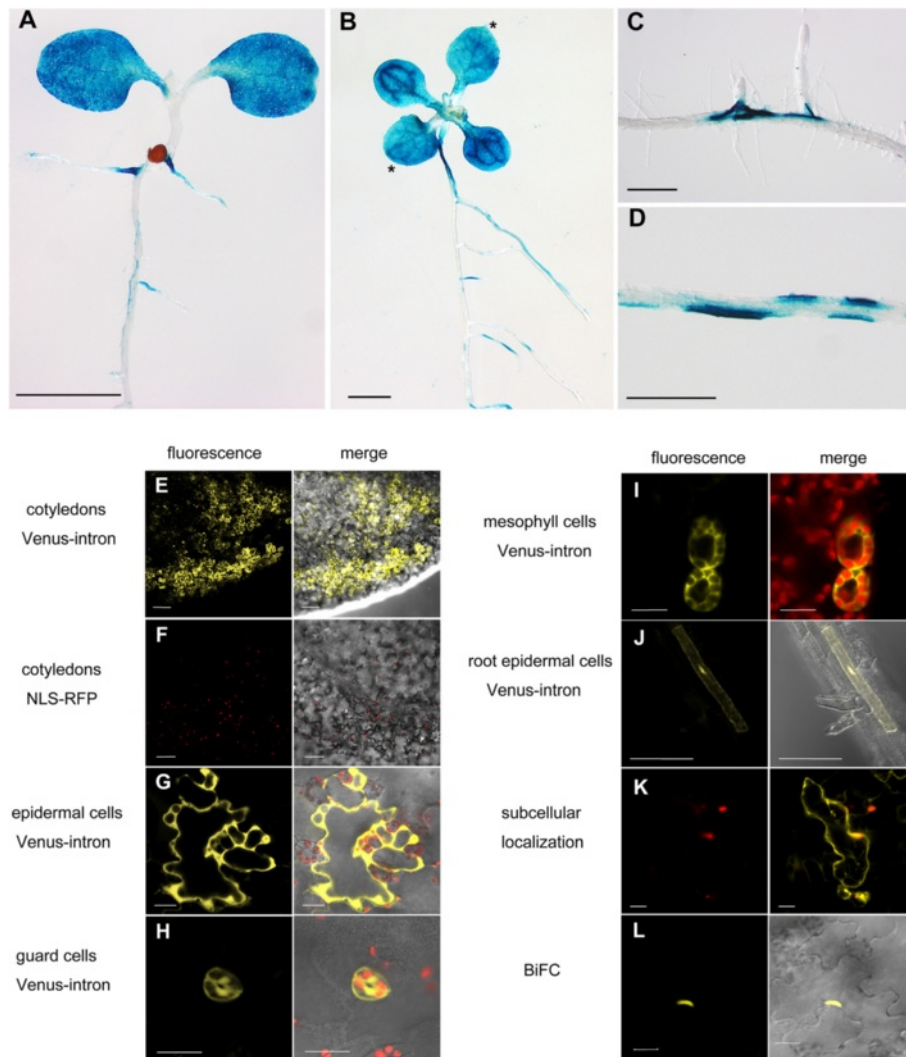 A
B
*
*
C
D
fluorescence merge
cotyledons
Venus-intron
E
cotyledons
NLS-RFP
F
epidermal cells
Venus-intron
G
guard cells
Venus-intron
H
fluorescence merge
mesophyll cells
Venus-intron
I
root epidermal cells
Venus-intron
J
subcellular
localization
K
BiFC
L